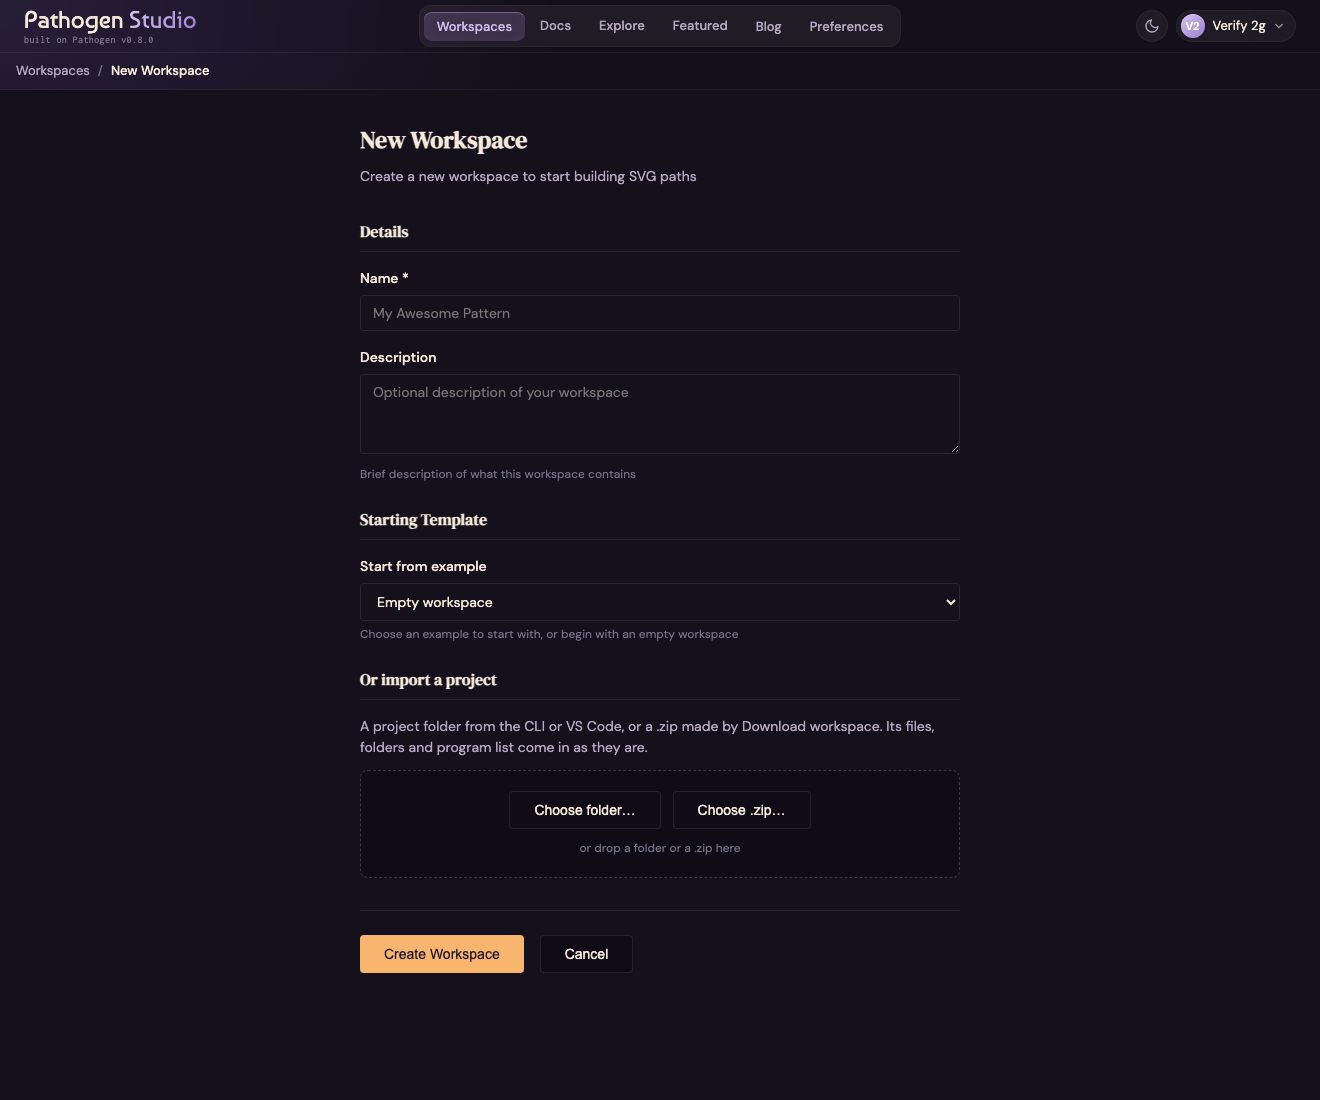 Pathogen Studio
built on Pathogen v0.8.0
Workspaces
Docs
Explore
Featured
Blog
Preferences
V2
Verify 2g
Workspaces / New Workspace
New Workspace
Create a new workspace to start building SVG paths
Details
Name *
My Awesome Pattern
Description
Optional description of your workspace
Brief description of what this workspace contains
Starting Template
Start from example
Empty workspace
Choose an example to start with, or begin with an empty workspace
Or import a project
A project folder from the CLI or VS Code, or a .zip made by Download workspace. Its files,
folders and program list come in as they are.
Choose folder…
Choose .zip…
or drop a folder or a .zip here
Create Workspace
Cancel